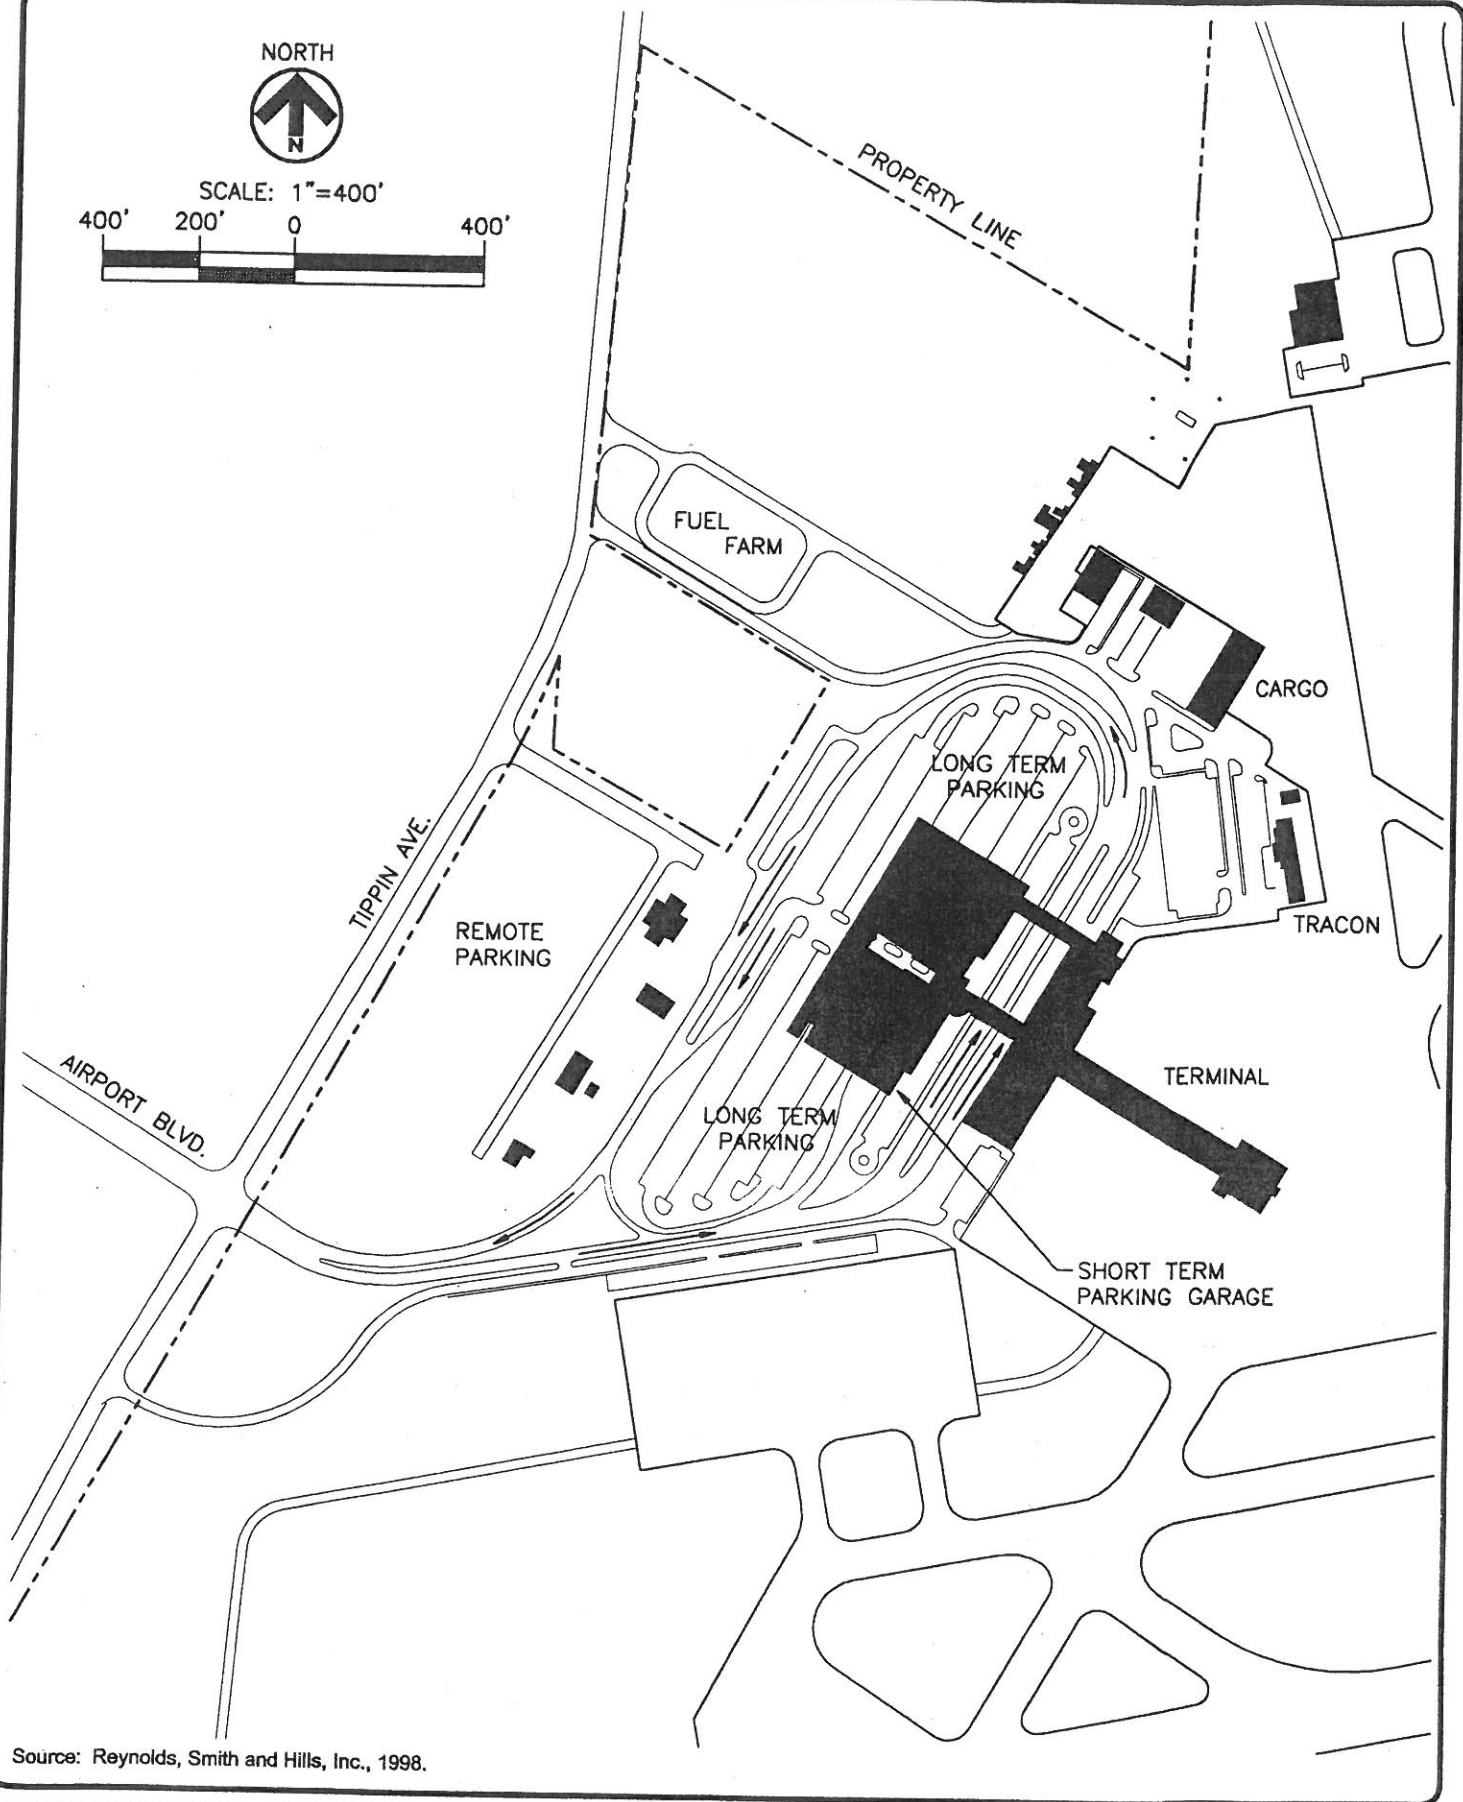 NORTH
N
SCALE: 1"=400'
400' 200' 0 400'
PROPERTY LINE
FUEL
FARM
CARGO
LONG TERM
PARKING
TIPPIN AVE.
REMOTE
PARKING
TRACON
AIRPORT BLVD.
TERMINAL
LONG TERM
PARKING
SHORT TERM
PARKING GARAGE
Source: Reynolds, Smith and Hills, Inc., 1998.